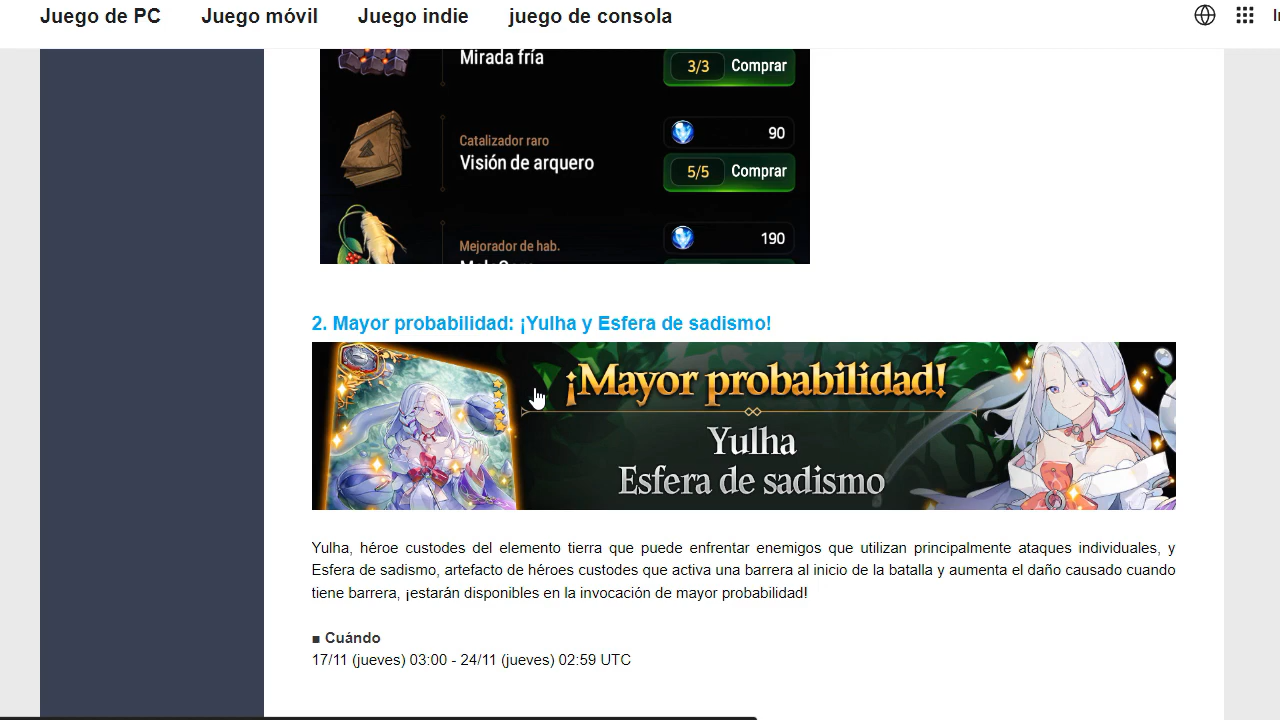 Juego de PC Juego móvil Juego indie juego de consola
Mirada fría
3/3 Comprar
90
Catalizador raro
Visión de arquero
5/5 Comprar
190
Mejorador de hab.
2. Mayor probabilidad: ¡Yulha y Esfera de sadismo!
¡Mayor probabilidad!
Yulha
Esfera de sadismo
Yulha, héroe custodes del elemento tierra que puede enfrentar enemigos que utilizan principalmente ataques individuales, y
Esfera de sadismo, artefacto de héroes custodes que activa una barrera al inicio de la batalla y aumenta el daño causado cuando
tiene barrera, ¡estarán disponibles en la invocación de mayor probabilidad!
■ Cuándo
17/11 (jueves) 03:00 - 24/11 (jueves) 02:59 UTC